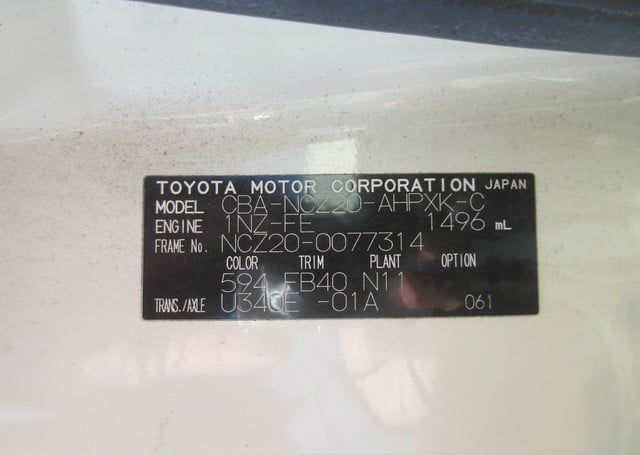 TOYOTA MOTOR CORPORATION JAPAN
MODEL CBA-NCZ20-AHPXK-C
ENGINE 1NZ-FE 1496 mL
FRAME No. NCZ20-0077314
COLOR TRIM PLANT OPTION
594 FB40 N11
TRANS./AXLE U340E -01A 061